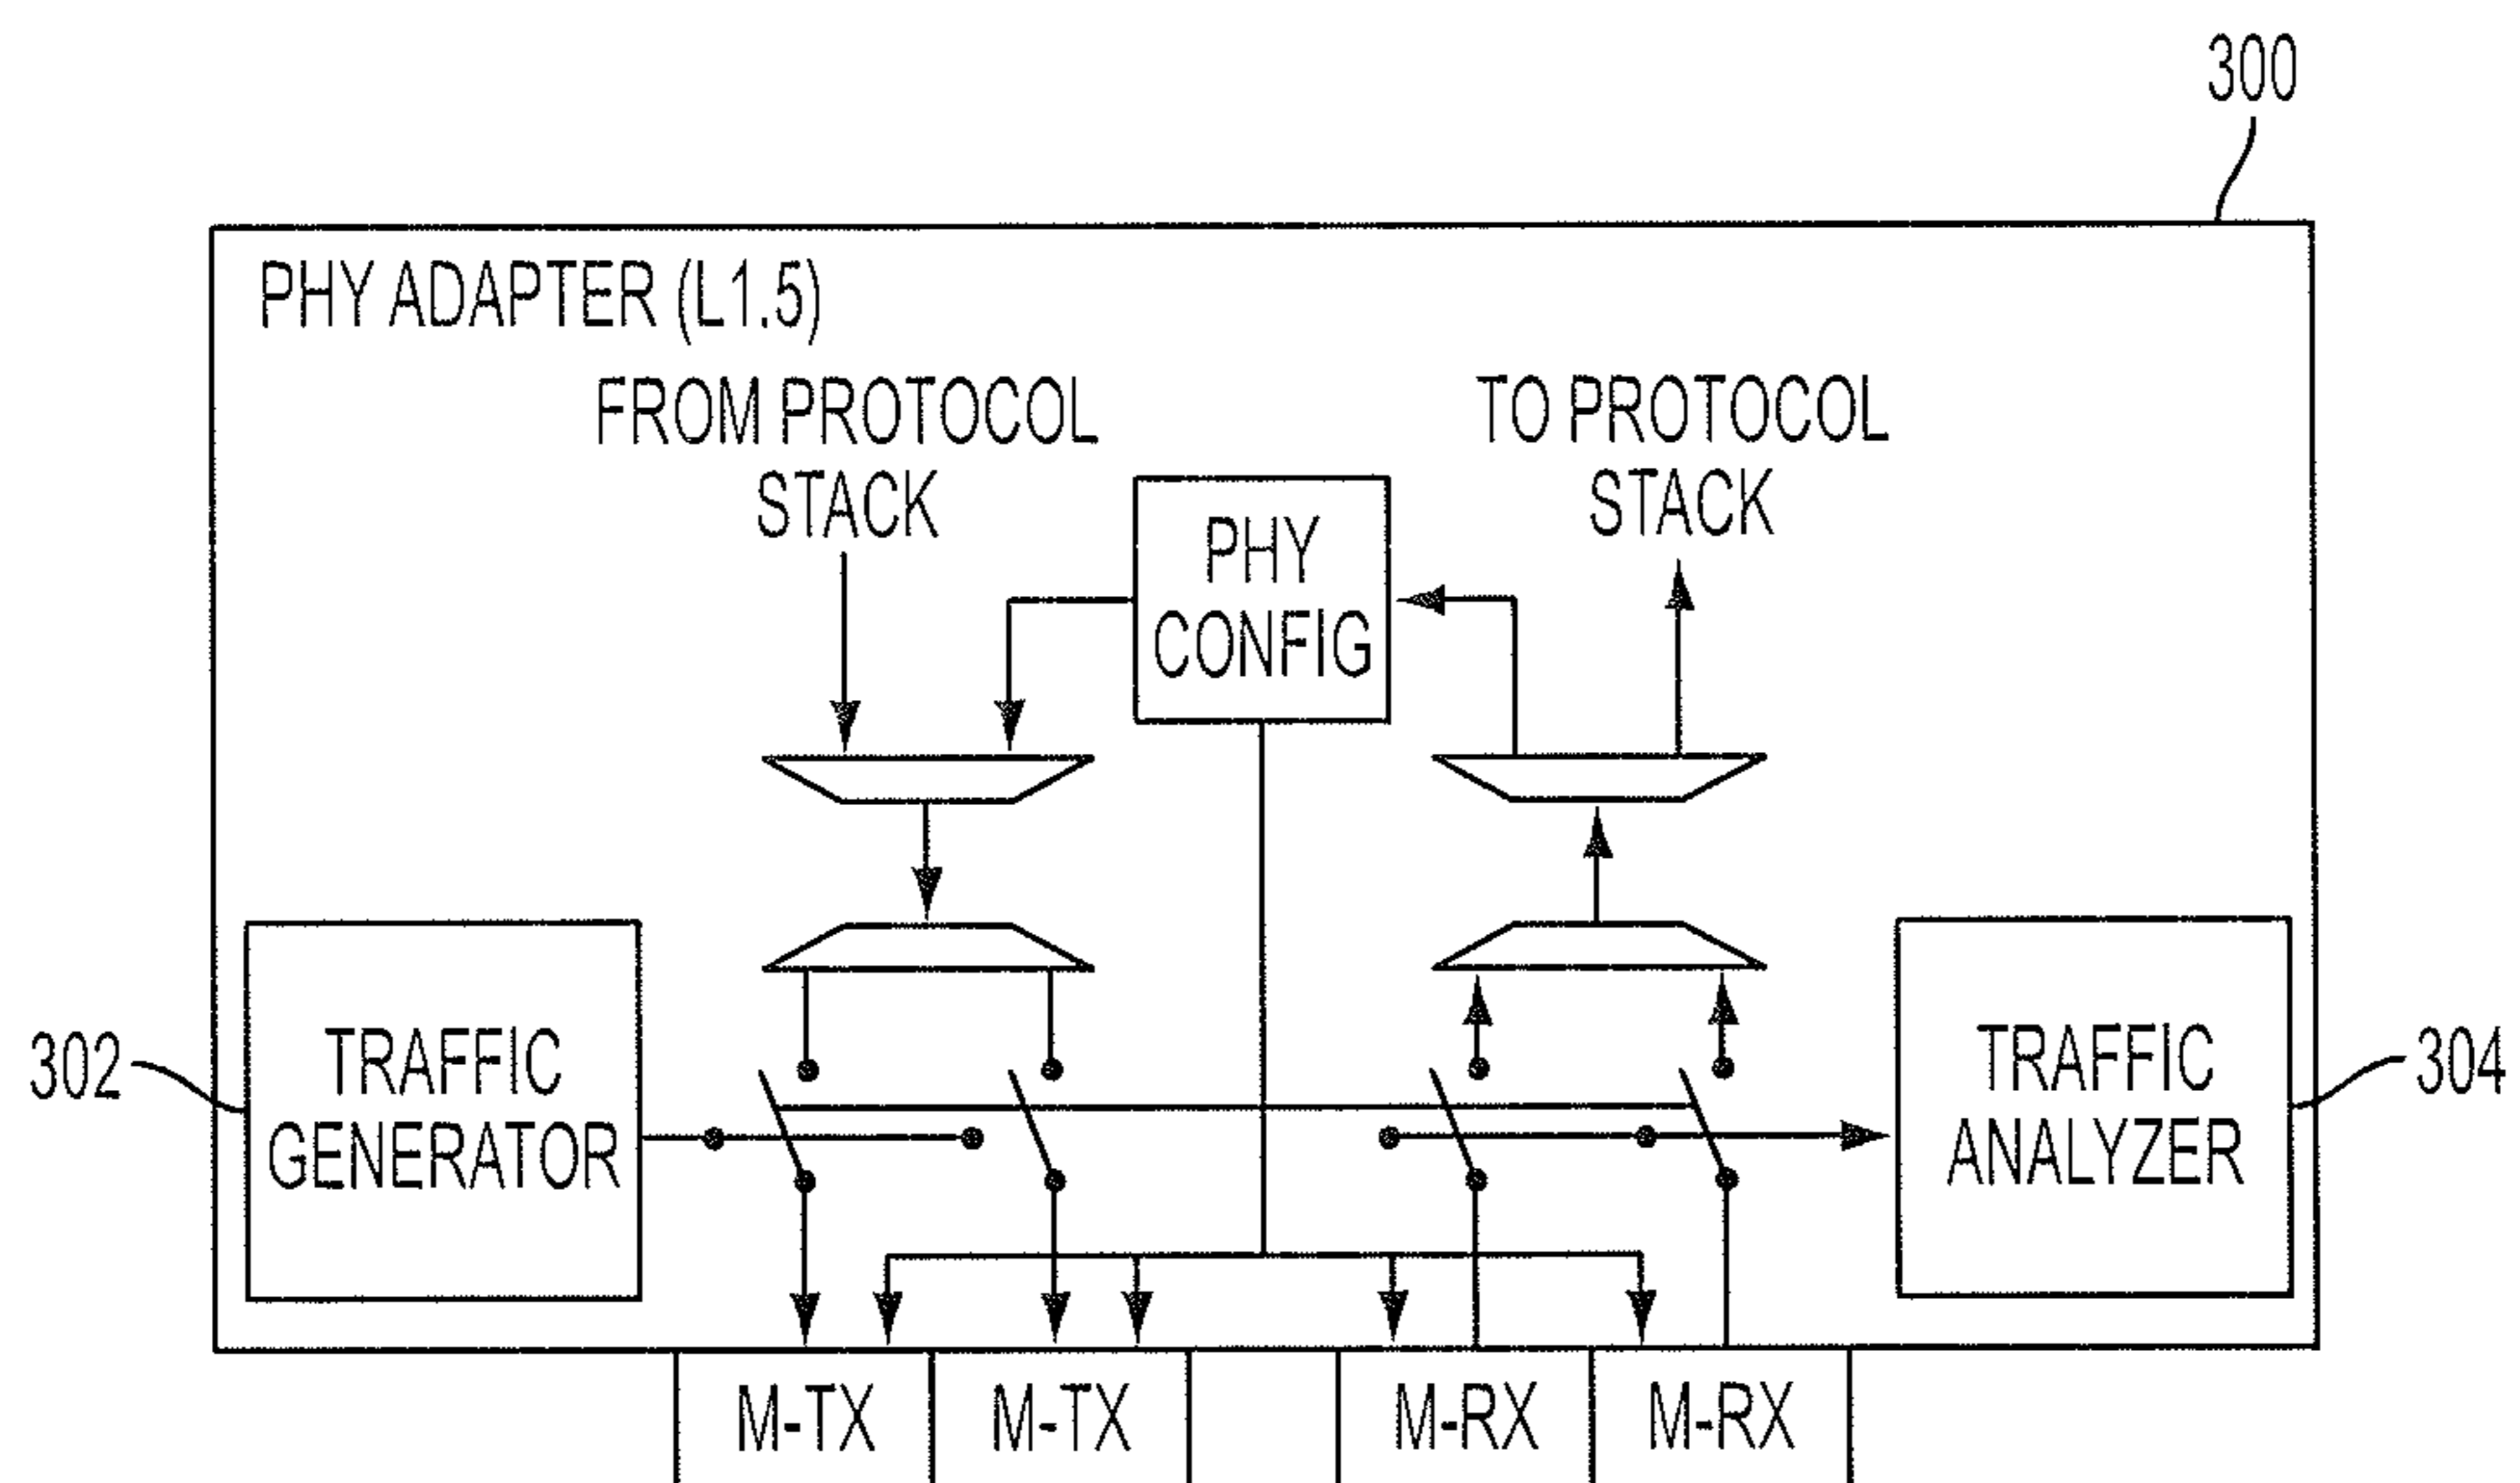 300
PHY ADAPTER (L1.5)
FROM PROTOCOL
STACK
TO PROTOCOL
STACK
PHY
CONFIG
302
TRAFFIC
GENERATOR
TRAFFIC
ANALYZER
304
M-TX
M-TX
M-RX
M-RX